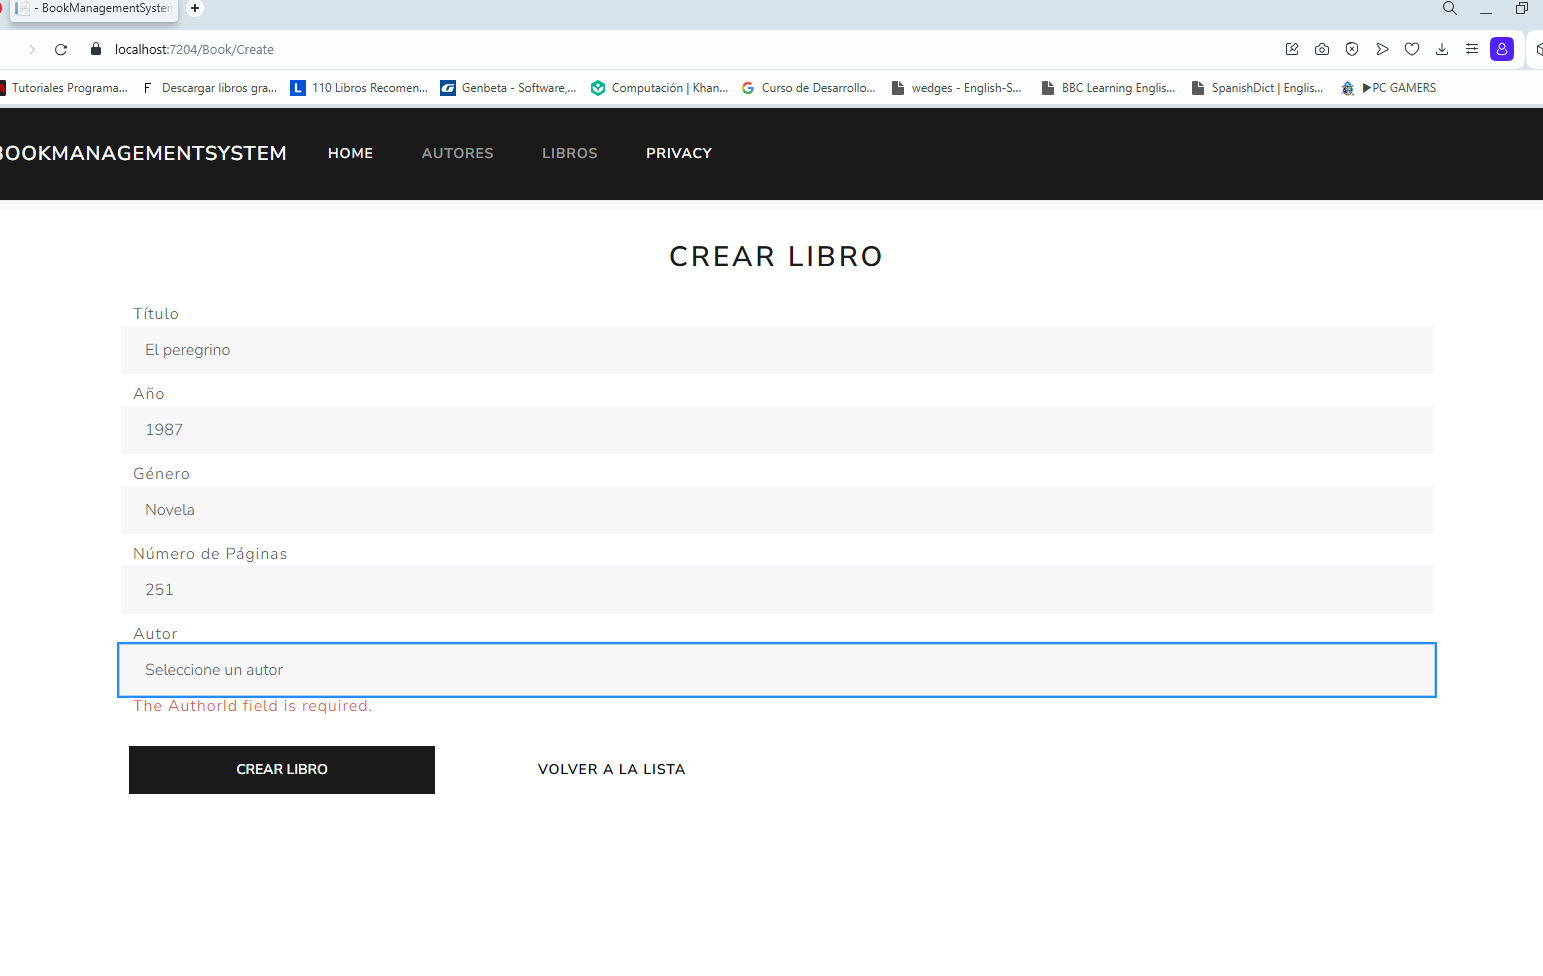 - BookManagementSystem
localhost:7204/Book/Create
Tutoriales Programa... F Descargar libros gra... L 110 Libros Recomen... G Genbeta - Software,... Computación | Khan... G Curso de Desarrollo... wedges - English-S... BBC Learning Englis... SpanishDict | Englis... ▶PC GAMERS
BOOKMANAGEMENTSYSTEM HOME AUTORES LIBROS PRIVACY
CREAR LIBRO
Título
El peregrino
Año
1987
Género
Novela
Número de Páginas
251
Autor
Seleccione un autor
The AuthorId field is required.
CREAR LIBRO VOLVER A LA LISTA